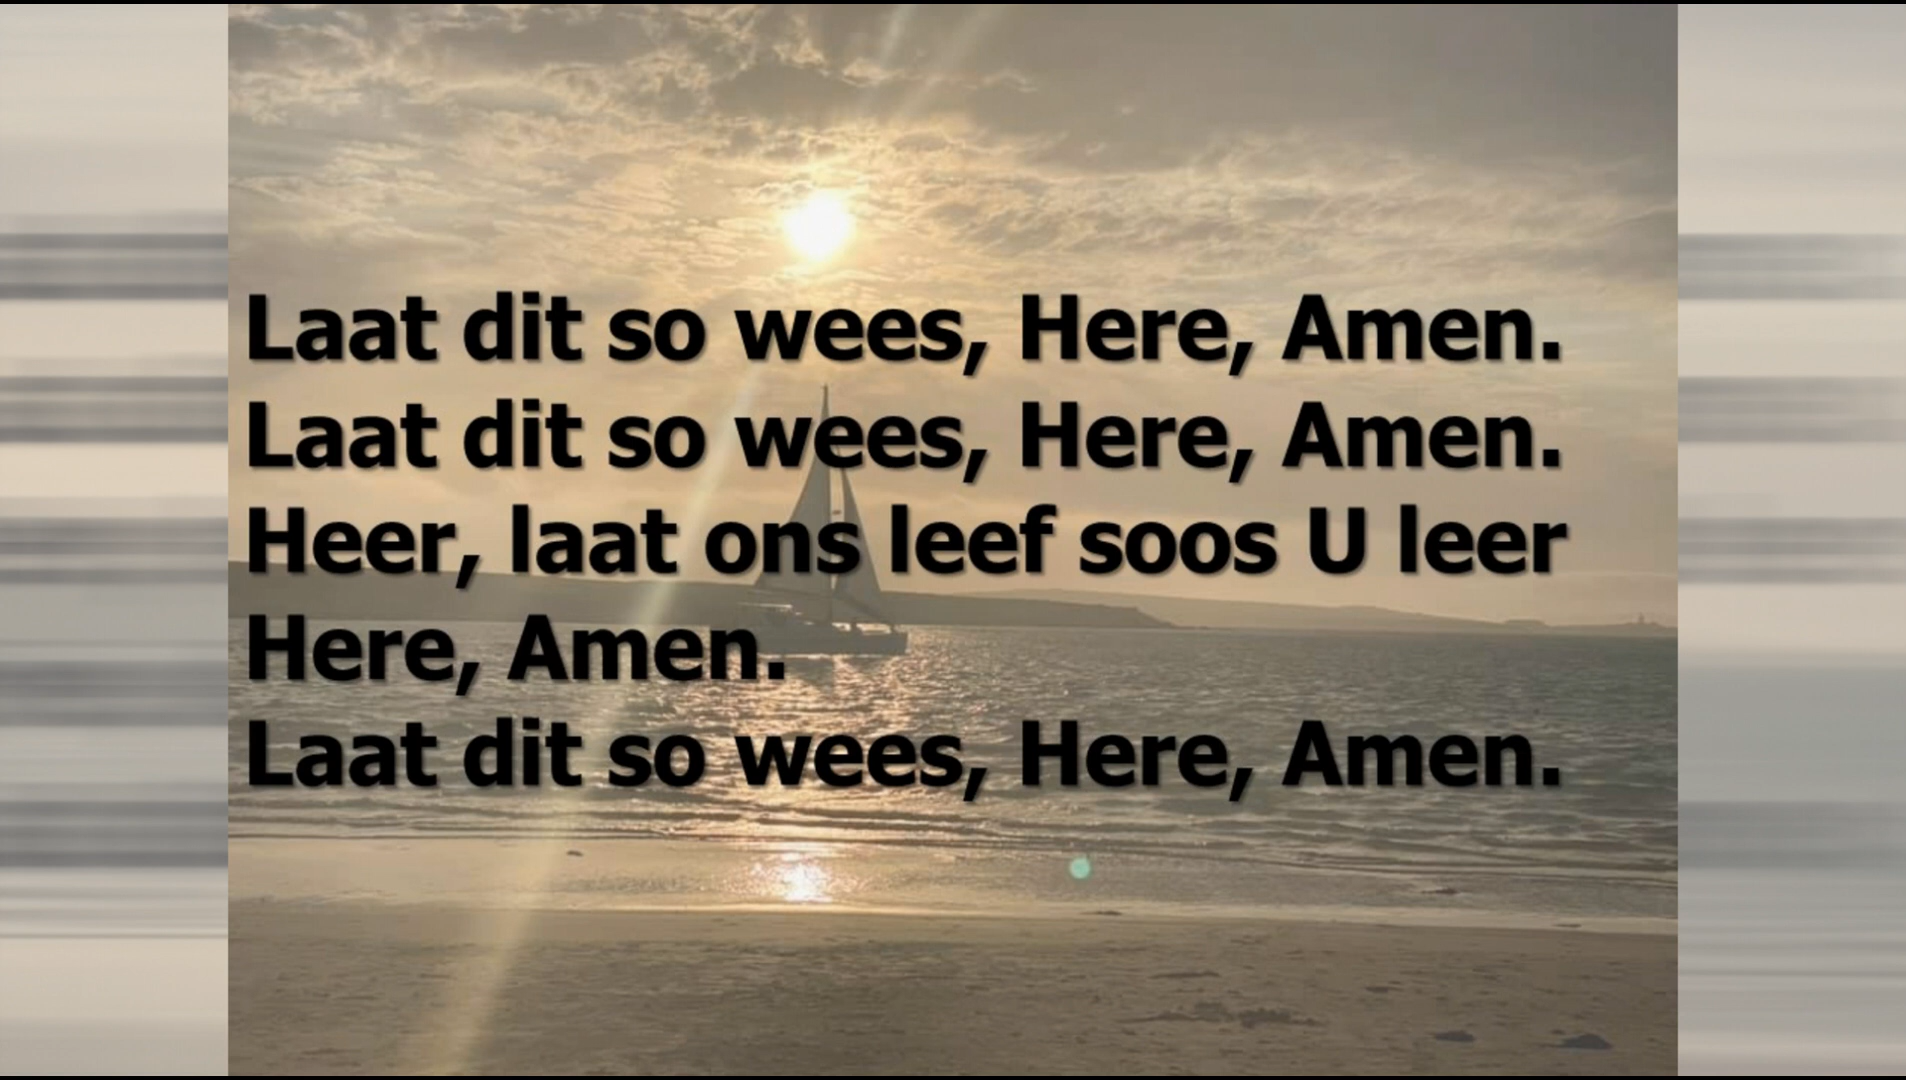 Laat dit so wees, Here, Amen.
Laat dit so wees, Here, Amen.
Heer, laat ons leef soos U leer
Here, Amen.
Laat dit so wees, Here, Amen.